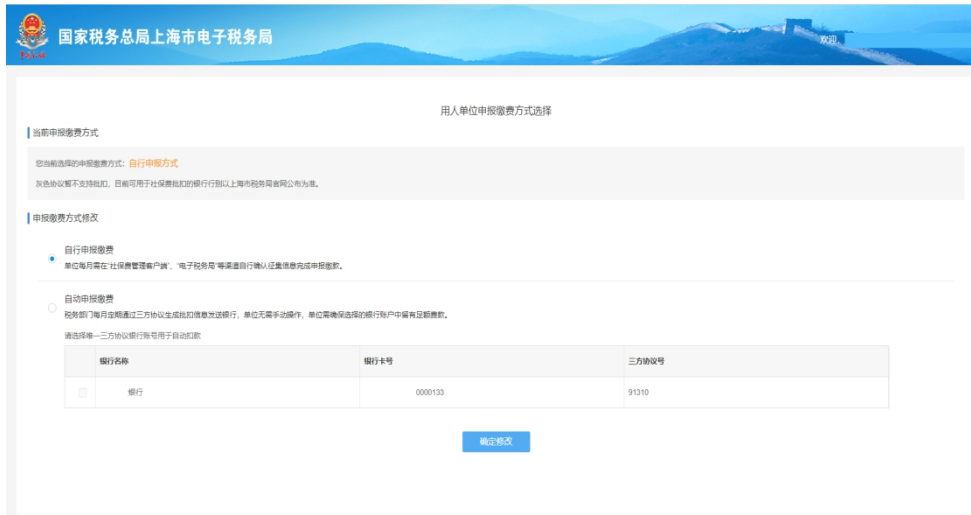 国家税务总局上海市电子税务局
欢迎,
用人单位申报缴费方式选择
当前申报缴费方式
您当前选择的申报缴费方式：自行申报方式
灰色协议暂不支持批扣，目前可用于社保费批扣的银行行别以上海市税务局官网公布为准。
申报缴费方式修改
自行申报缴费
单位每月需在“社保费管理客户端”、“电子税务局”等渠道自行确认征集信息完成申报缴款。
自动申报缴费
税务部门每月定期通过三方协议生成批扣信息发送银行，单位无需手动操作，单位需确保选择的银行账户中留有足额费款。
请选择唯一三方协议银行账号用于自动扣款
银行名称 银行卡号 三方协议号
银行 0000133 91310
确定修改